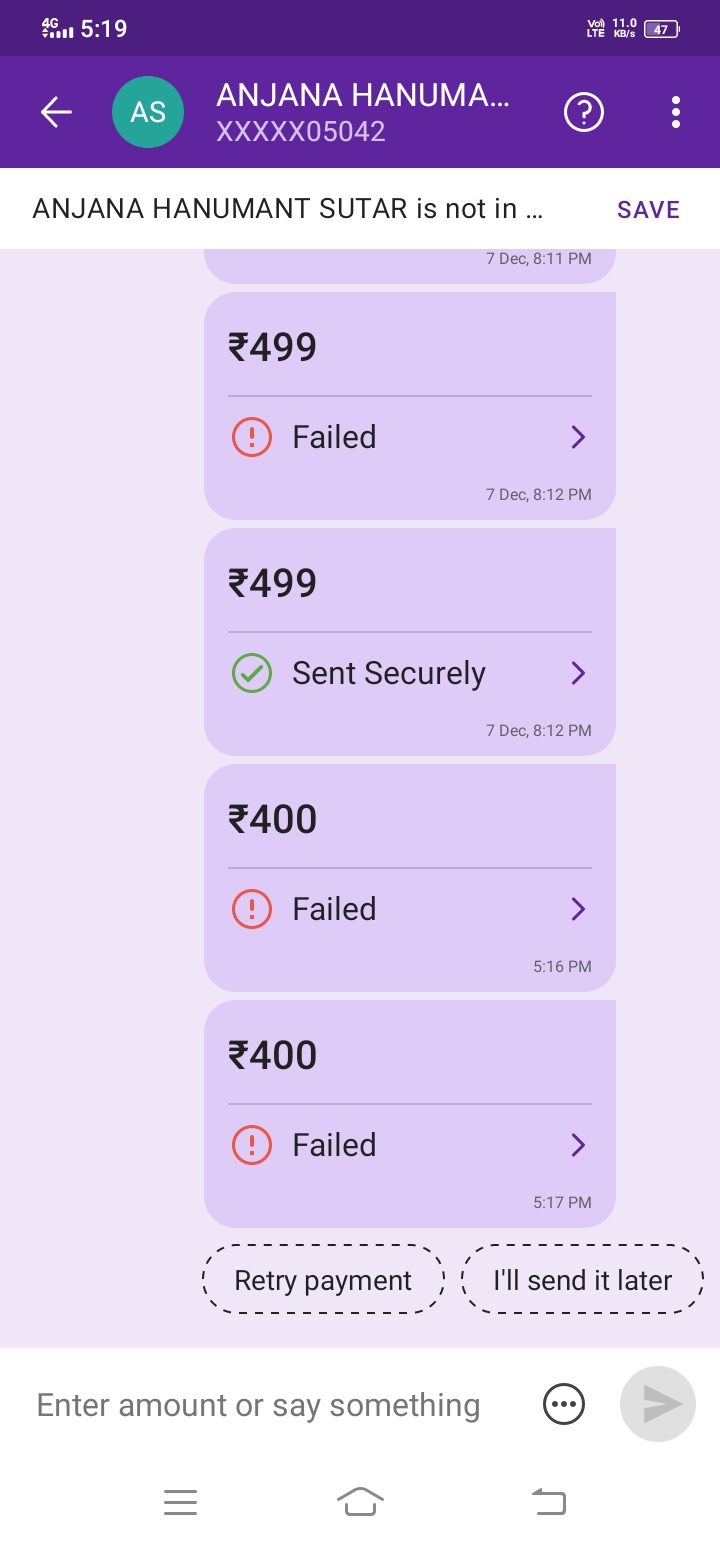 4G 5:19 Vo) LTE 11.0 KB/s 47
AS ANJANA HANUMA...
XXXXX05042
ANJANA HANUMANT SUTAR is not in ... SAVE
7 Dec, 8:11 PM
₹499
Failed
7 Dec, 8:12 PM
₹499
Sent Securely
7 Dec, 8:12 PM
₹400
Failed
5:16 PM
₹400
Failed
5:17 PM
Retry payment I'll send it later
Enter amount or say something